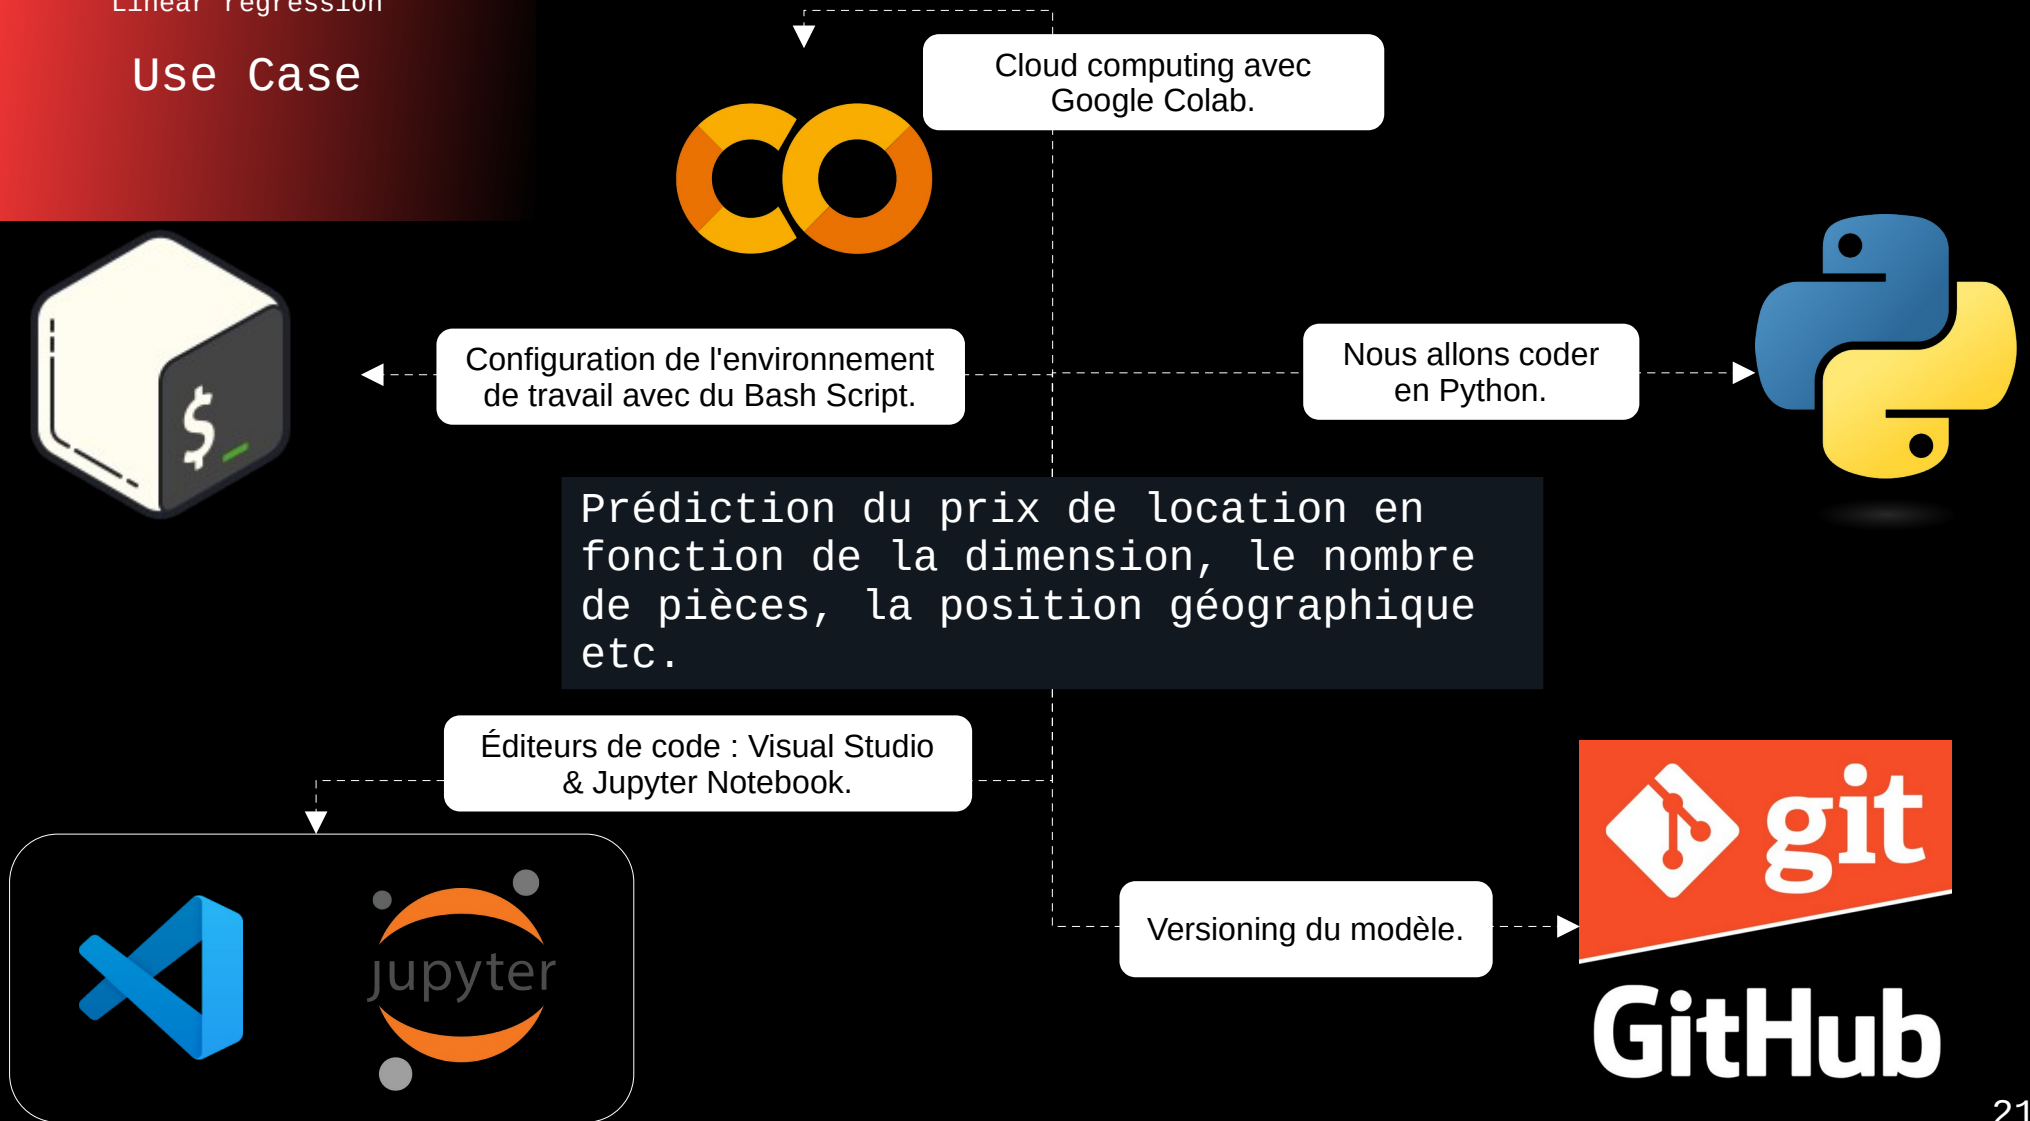 Linear regression
Use Case
Cloud computing avec
Google Colab.
Configuration de l'environnement
de travail avec du Bash Script.
$_
Nous allons coder
en Python.
Prédiction du prix de location en
fonction de la dimension, le nombre
de pièces, la position géographique
etc.
Éditeurs de code : Visual Studio
& Jupyter Notebook.
jupyter
Versioning du modèle.
git
GitHub
21